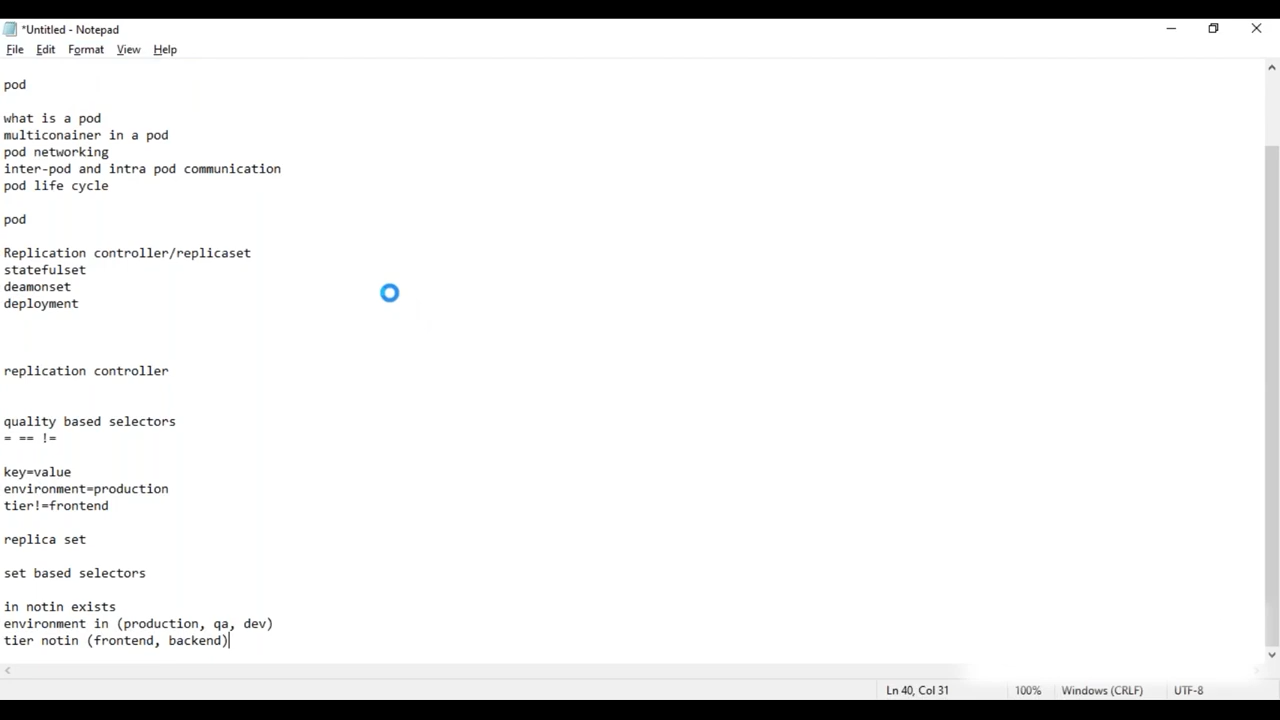 *Untitled - Notepad
File Edit Format View Help
pod
what is a pod
multiconainer in a pod
pod networking
inter-pod and intra pod communication
pod life cycle
pod
Replication controller/replicaset
statefulset
deamonset
deployment
replication controller
quality based selectors
= == !=
key=value
environment=production
tier!=frontend
replica set
set based selectors
in notin exists
environment in (production, qa, dev)
tier notin (frontend, backend)
Ln 40, Col 31 100% Windows (CRLF) UTF-8